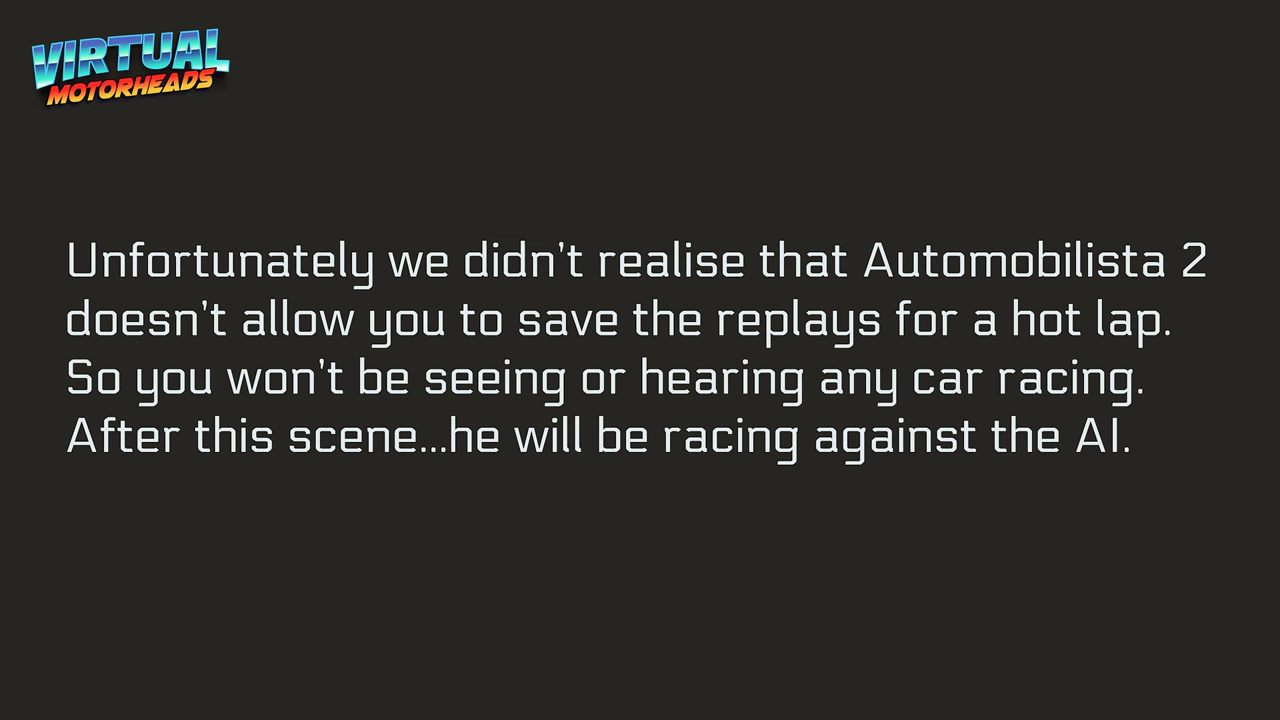 VIRTUAL
MOTORHEADS
Unfortunately we didn't realise that Automobilista 2
doesn't allow you to save the replays for a hot lap.
So you won't be seeing or hearing any car racing.
After this scene...he will be racing against the AI.